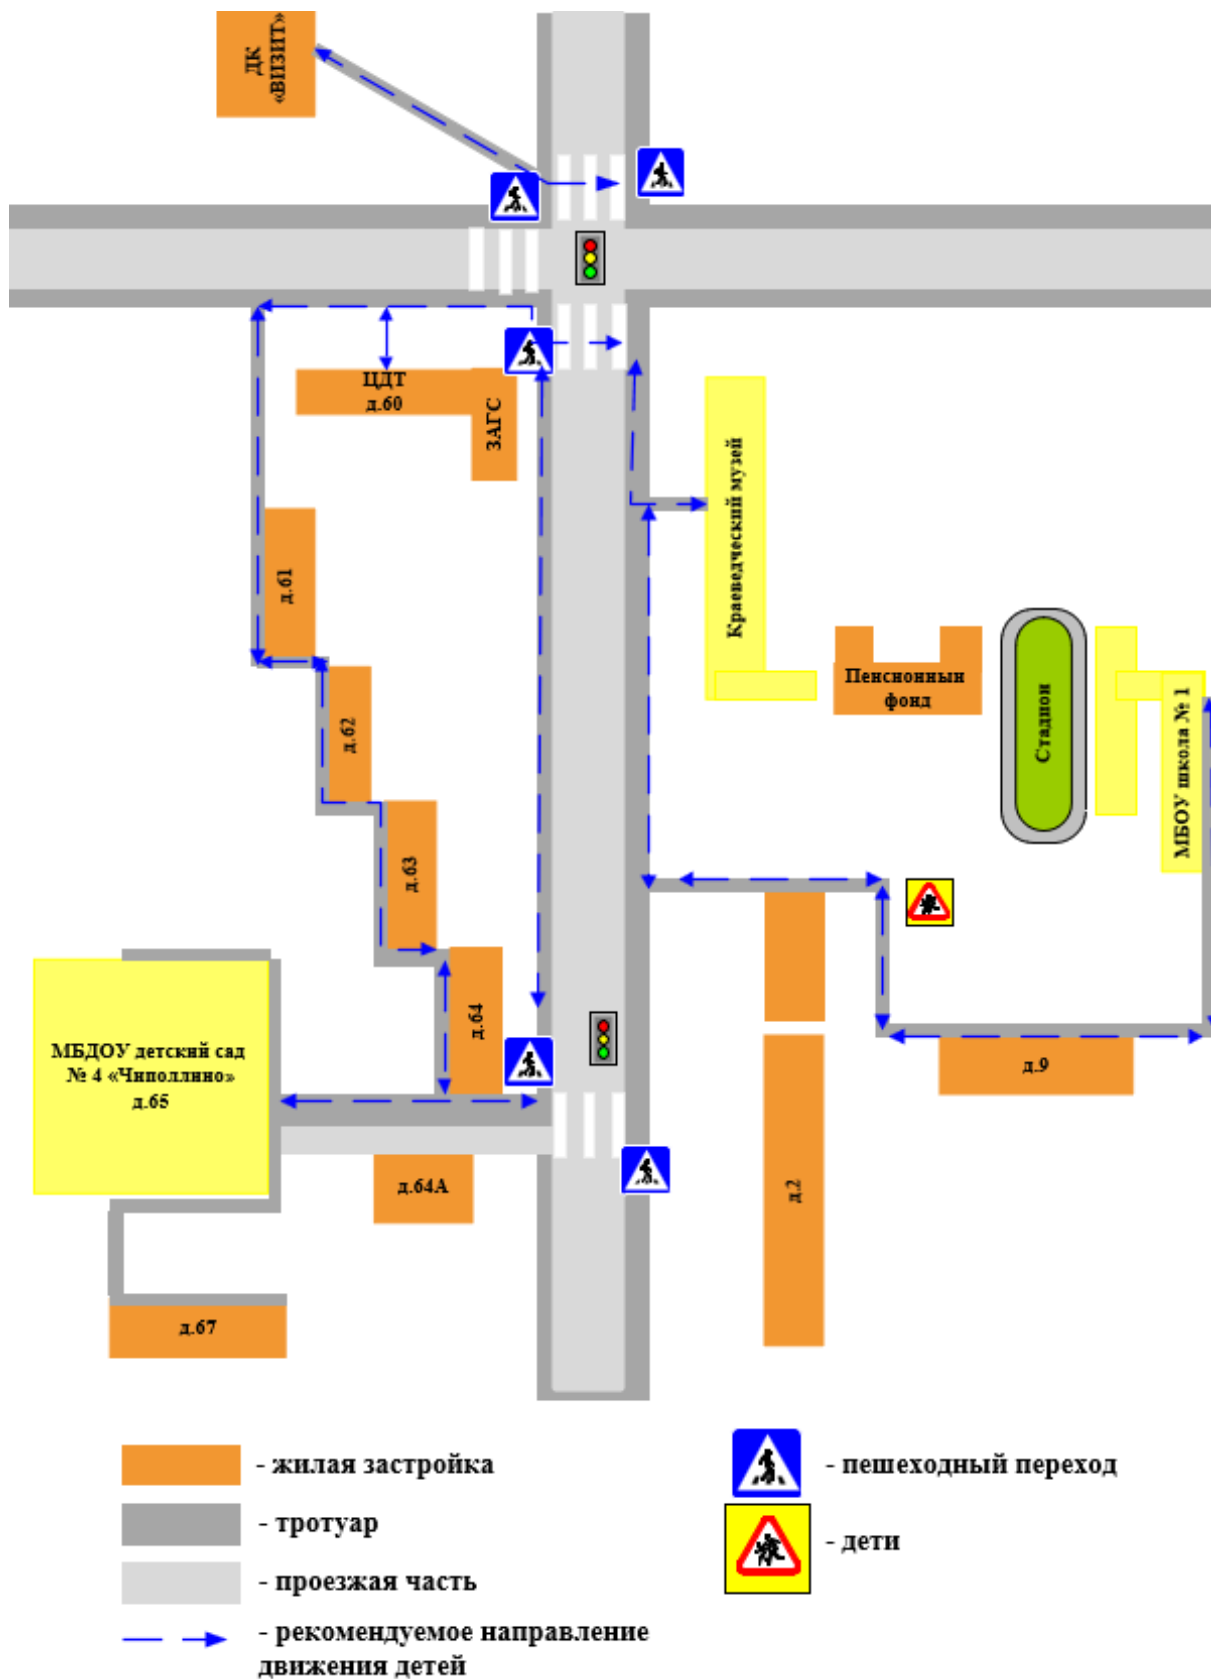 ДК
«ВИЗИТ»
ЦДТ
д.60
ЗАГС
Краеведческий музей
д.61
Пенсионнын
фонд
Стадион
МБОУ школа № 1
д.62
д.63
д.64
МБДОУ детский сад
№ 4 «Чиполлино»
д.65
д.9
д.64А
д.2
д.67
- жилая застройка
- тротуар
- проезжая часть
- рекомендуемое направление
движения детей
- пешеходный переход
- дети